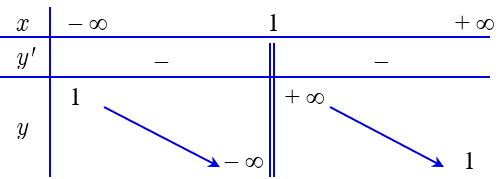 x − ∞ 1 + ∞
y′ − −
1 + ∞
y
− ∞ 1